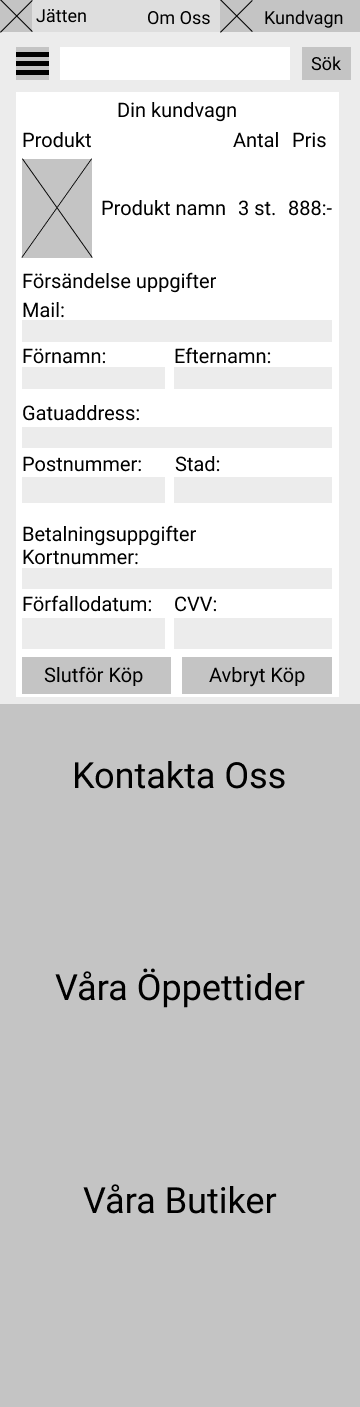 Jätten Om Oss Kundvagn
Sök
Din kundvagn
Produkt Antal Pris
Produkt namn 3 st. 888:-
Försändelse uppgifter
Mail:
Förnamn: Efternamn:
Gatuaddress:
Postnummer: Stad:
Betalningsuppgifter
Kortnummer:
Förfallodatum: CVV:
Slutför Köp Avbryt Köp
Kontakta Oss
Våra Öppettider
Våra Butiker